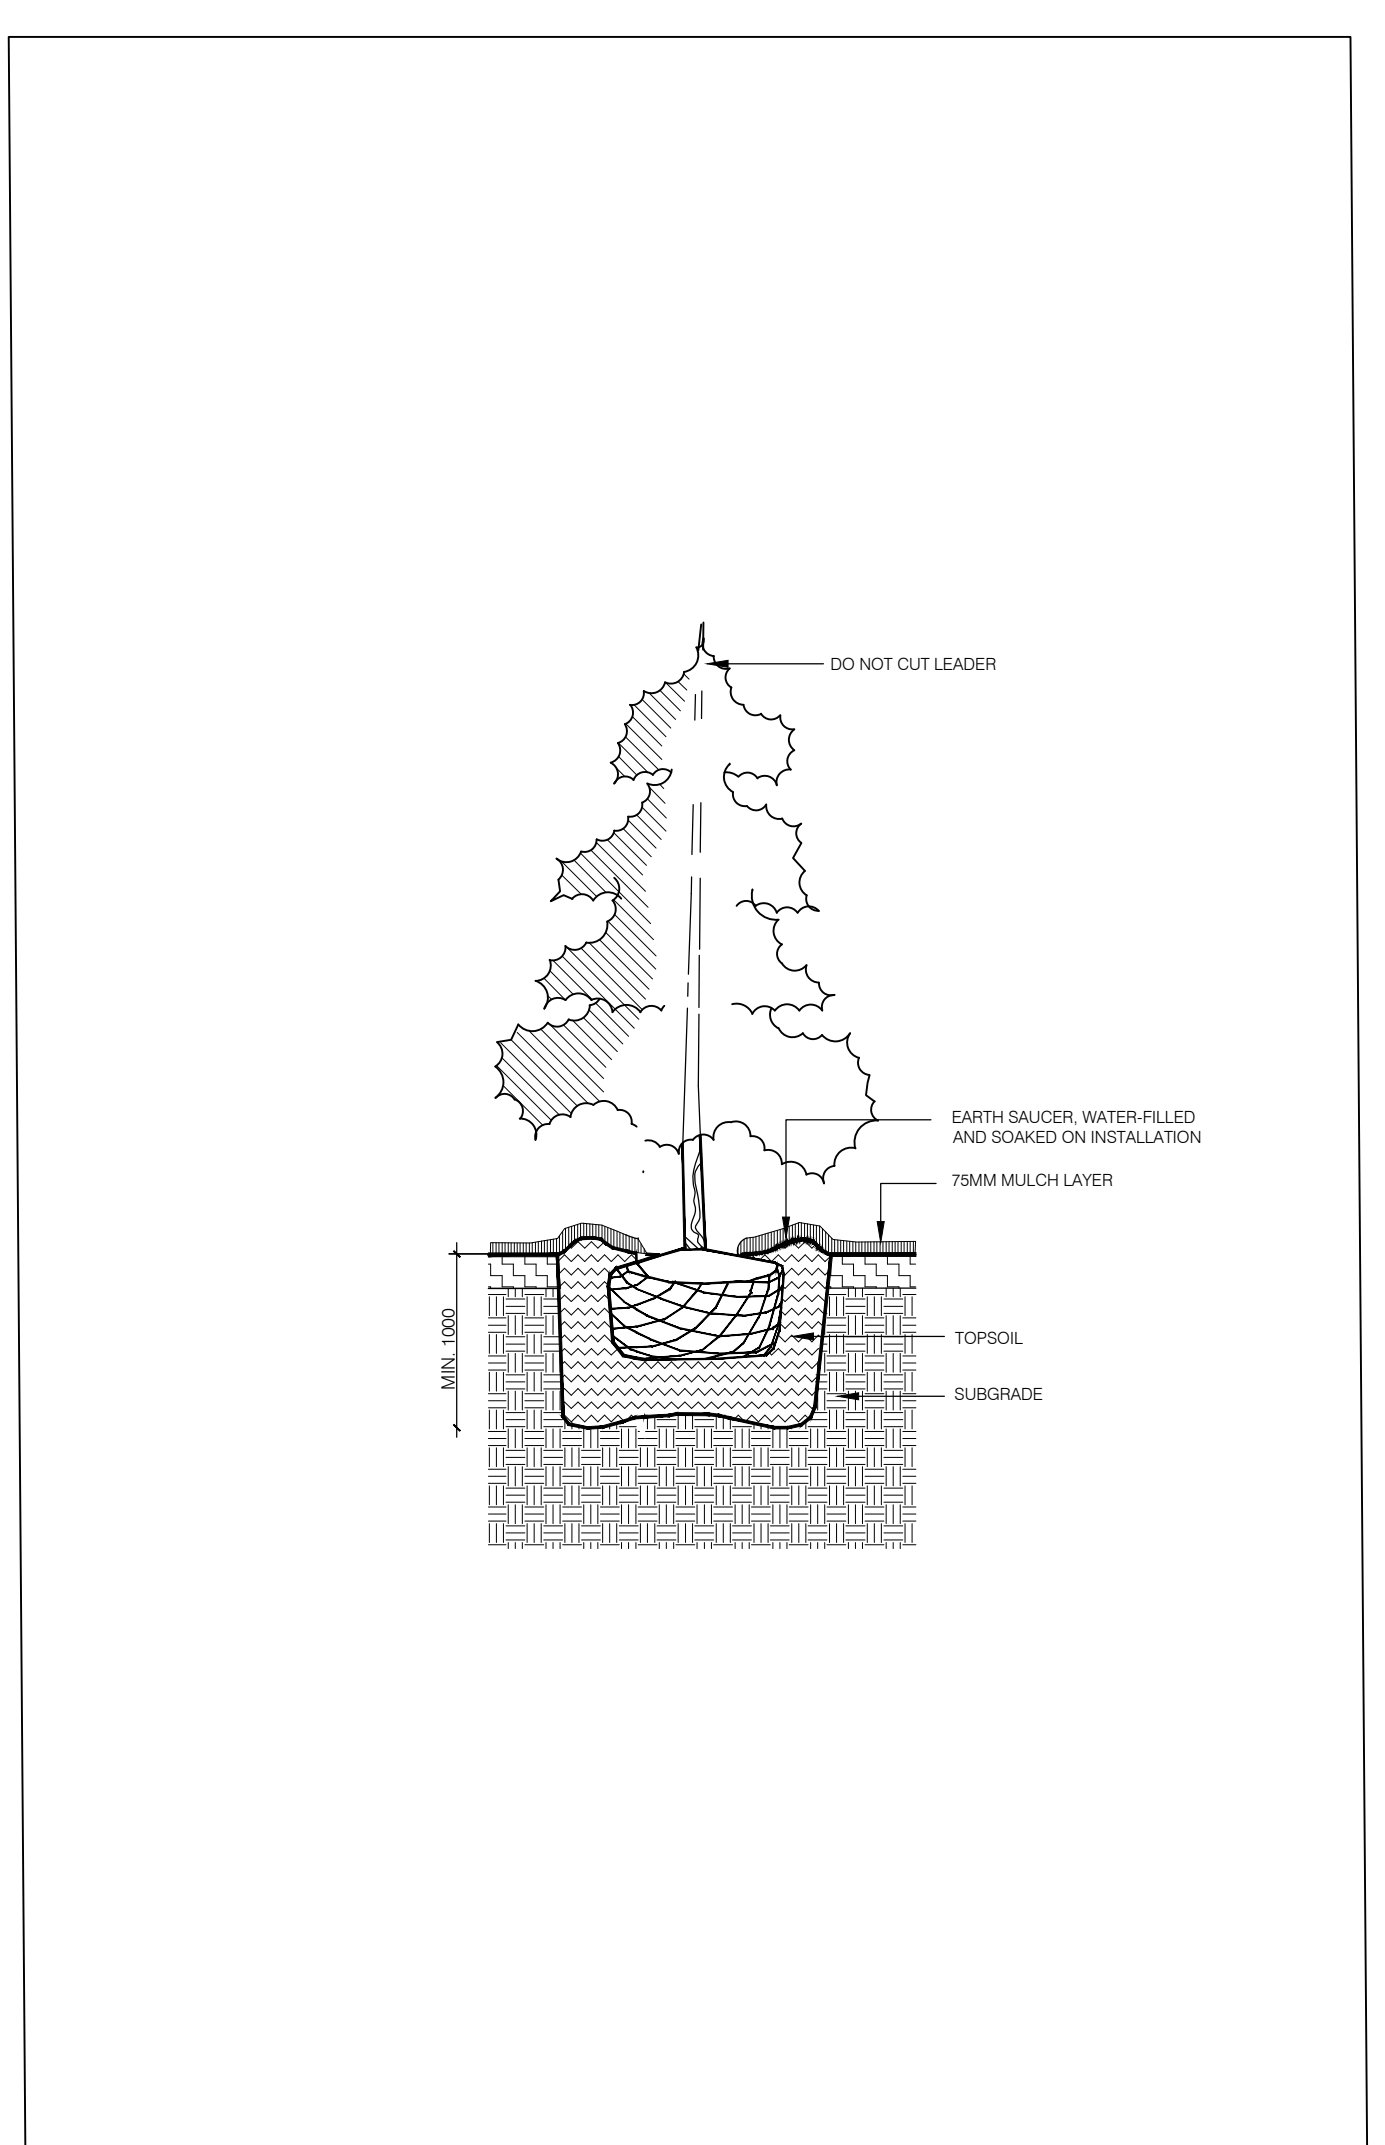 DO NOT CUT LEADER
EARTH SAUCER, WATER-FILLED
AND SOAKED ON INSTALLATION
75MM MULCH LAYER
MIN. 1000
TOPSOIL
SUBGRADE